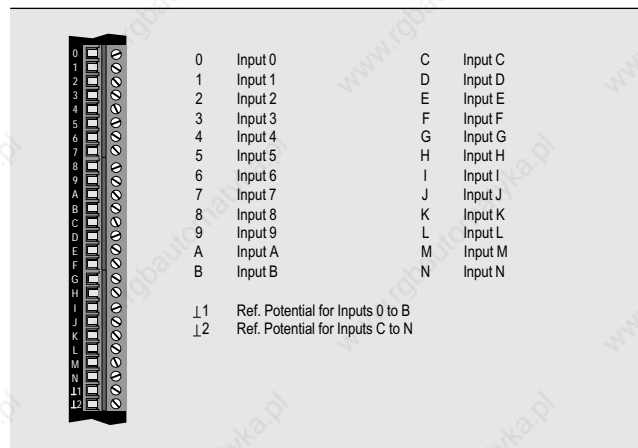 0
1
2
3
4
5
6
7
8
9
A
B
C
D
E
F
G
H
I
J
K
L
M
N
⊥1
⊥2
0 Input 0
1 Input 1
2 Input 2
3 Input 3
4 Input 4
5 Input 5
6 Input 6
7 Input 7
8 Input 8
9 Input 9
A Input A
B Input B
C Input C
D Input D
E Input E
F Input F
G Input G
H Input H
I Input I
J Input J
K Input K
L Input L
M Input M
N Input N
⊥1 Ref. Potential for Inputs 0 to B
⊥2 Ref. Potential for Inputs C to N
www.rgbautomatyka.pl